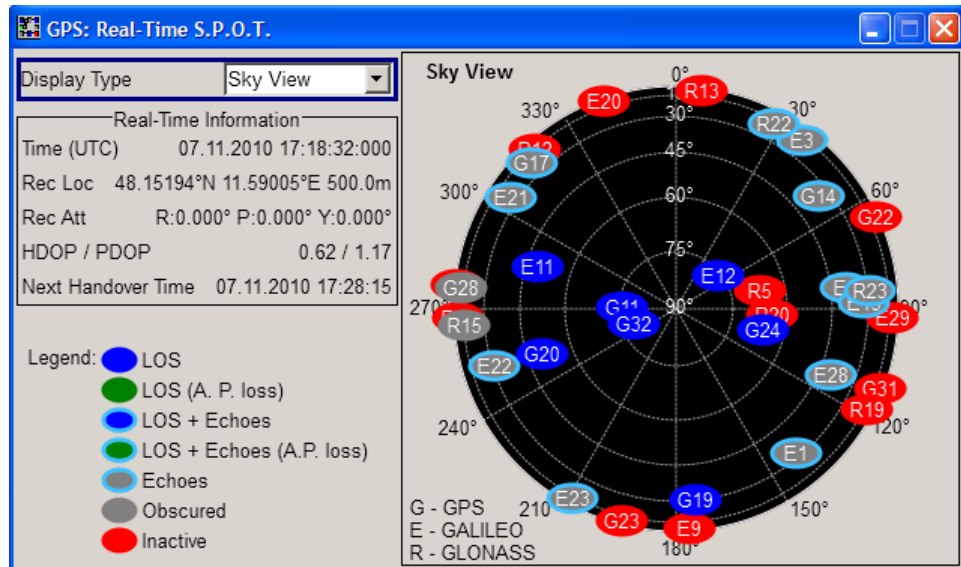 GPS: Real-Time S.P.O.T.
Display Type Sky View
Real-Time Information
Time (UTC) 07.11.2010 17:18:32:000
Rec Loc 48.15194°N 11.59005°E 500.0m
Rec Att R:0.000° P:0.000° Y:0.000°
HDOP / PDOP 0.62 / 1.17
Next Handover Time 07.11.2010 17:28:15
Legend: LOS
LOS (A. P. loss)
LOS + Echoes
LOS + Echoes (A.P. loss)
Echoes
Obscured
Inactive
Sky View
0°
R13
E20
330°
30°
30°
R22
E3
45°
G17
300°
E21
60°
G14
60°
G22
75°
E11
E12
G28
R5
R23
270°
G11
90°
R20
E29
R15
G32
G24
G20
E22
E28
G31
R19
240°
120°
E1
E23
G19
210
150°
G23
E9
180°
G - GPS
E - GALILEO
R - GLONASS